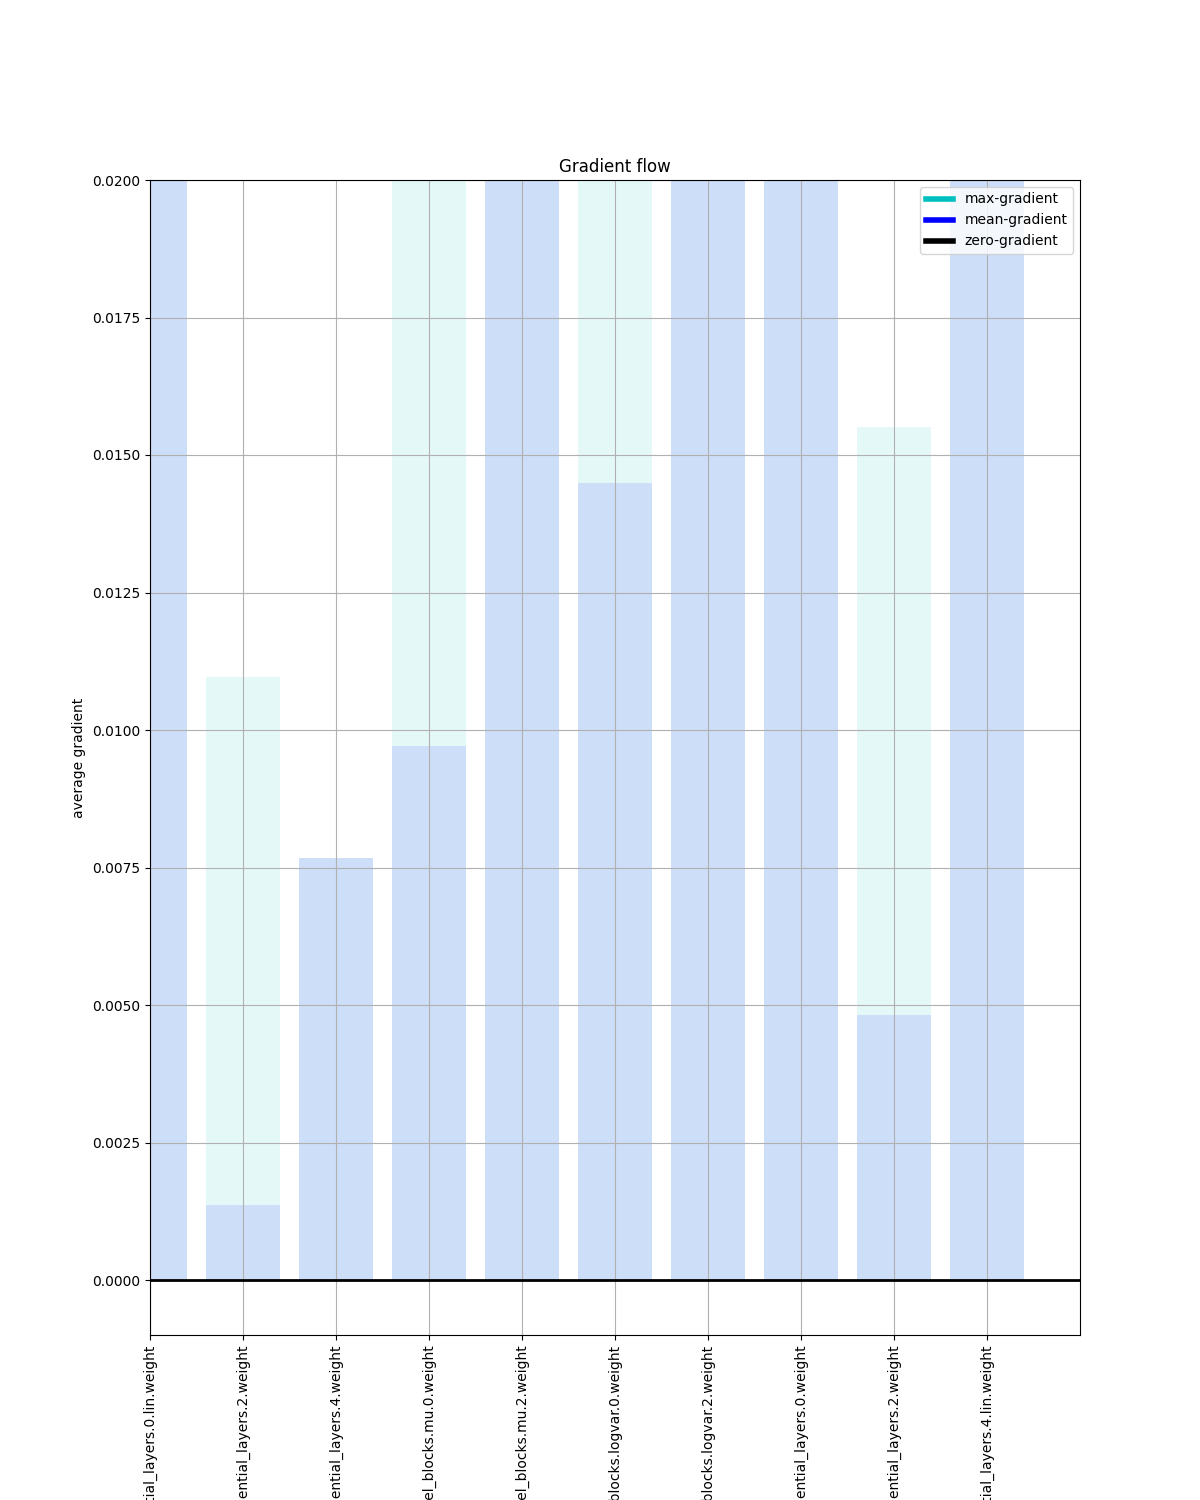 Gradient flow
max-gradient
mean-gradient
zero-gradient
0.0200
0.0175
0.0150
0.0125
0.0100
0.0075
0.0050
0.0025
0.0000
average gradient
tial_layers.0.lin.weight
ential_layers.2.weight
ential_layers.4.weight
el_blocks.mu.0.weight
el_blocks.mu.2.weight
blocks.logvar.0.weight
blocks.logvar.2.weight
ential_layers.0.weight
ential_layers.2.weight
tial_layers.4.lin.weight